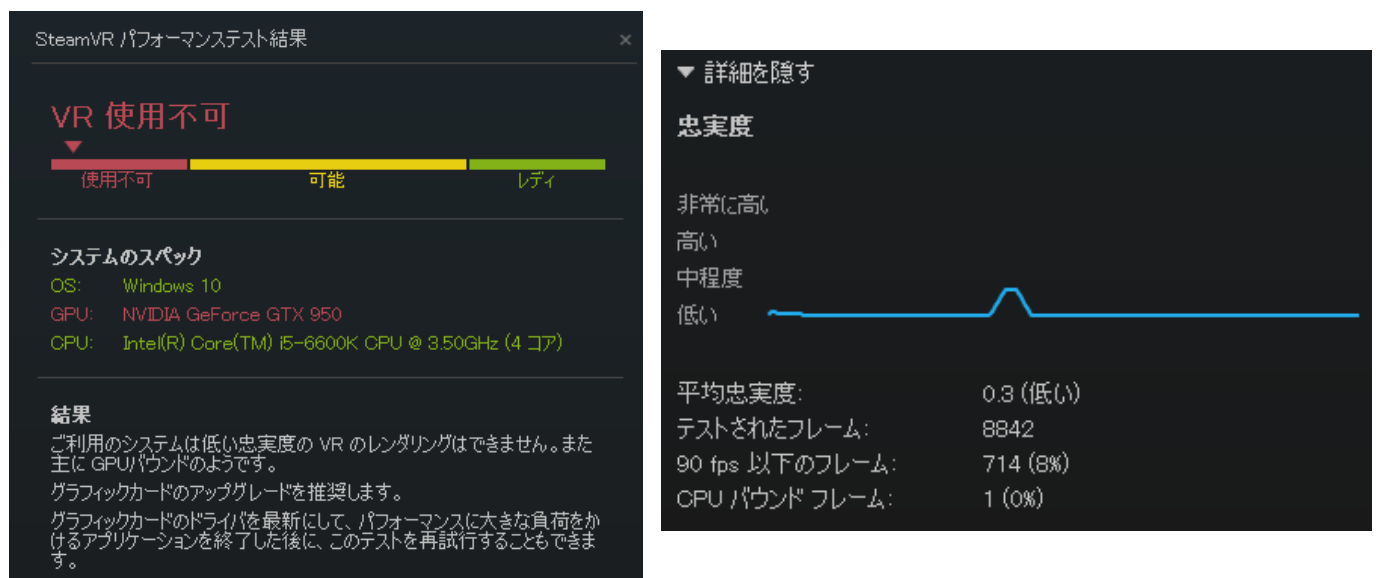 SteamVR パフォーマンステスト結果
×
VR 使用不可
使用不可 可能 レディ
システムのスペック
OS: Windows 10
GPU: NVIDIA GeForce GTX 950
CPU: Intel(R) Core(TM) i5-6600K CPU @ 3.50GHz (4 コア)
結果
ご利用のシステムは低い忠実度の VR のレンダリングはできません。また
主に GPUバウンドのようです。
グラフィックカードのアップグレードを推奨します。
グラフィックカードのドライバを最新にして、パフォーマンスに大きな負荷をか
けるアプリケーションを終了した後に、このテストを再試行することもできま
す。
▼ 詳細を隠す
忠実度
非常に高い
高い
中程度
低い
平均忠実度: 0.3 (低い)
テストされたフレーム: 8842
90 fps 以下のフレーム: 714 (8%)
CPU バウンド フレーム: 1 (0%)